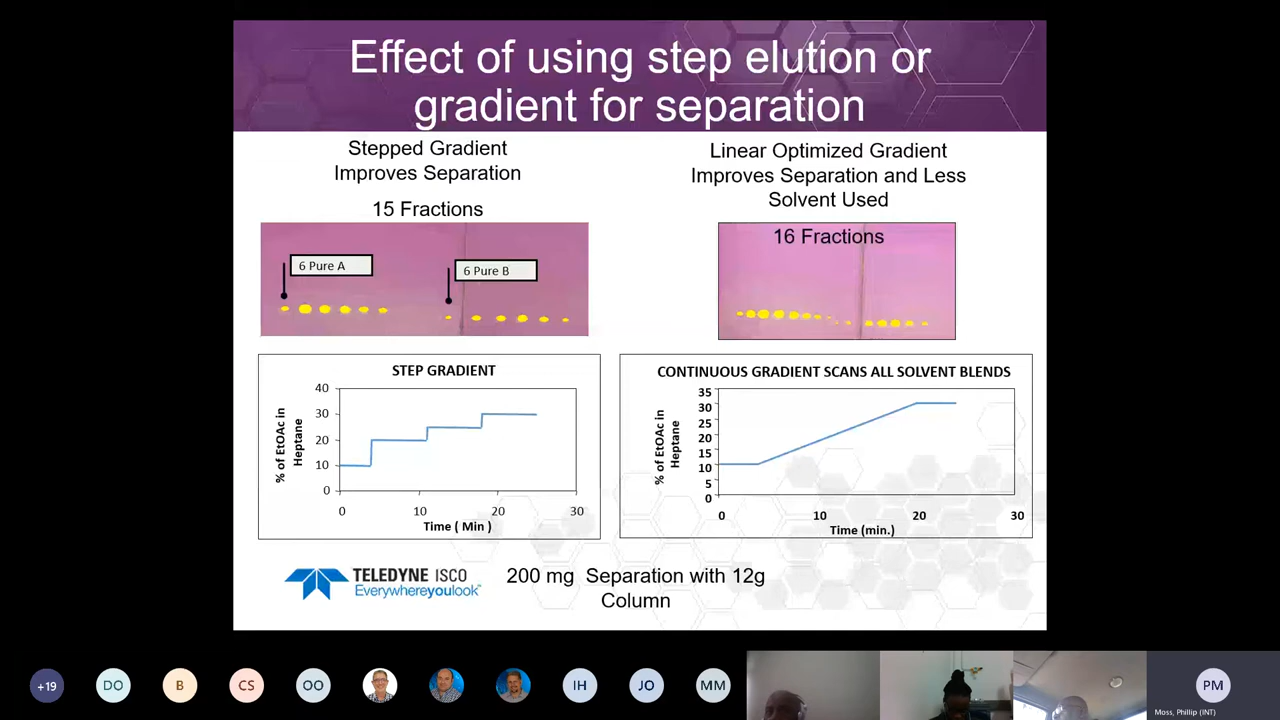 Effect of using step elution or
gradient for separation
Stepped Gradient
Improves Separation
15 Fractions
6 Pure A
6 Pure B
Linear Optimized Gradient
Improves Separation and Less
Solvent Used
16 Fractions
STEP GRADIENT
% of EtOAc in
Heptane
40
30
20
10
0
0
10
20
30
Time ( Min )
CONTINUOUS GRADIENT SCANS ALL SOLVENT BLENDS
% of EtOAc in
Heptane
35
30
25
20
15
10
5
0
0
10
20
30
Time (min.)
TELEDYNE ISCO
Everywhereyoulook™
200 mg Separation with 12g
Column
+19
DO
B
CS
OO
IH
JO
MM
PM
Moss, Phillip (INT)